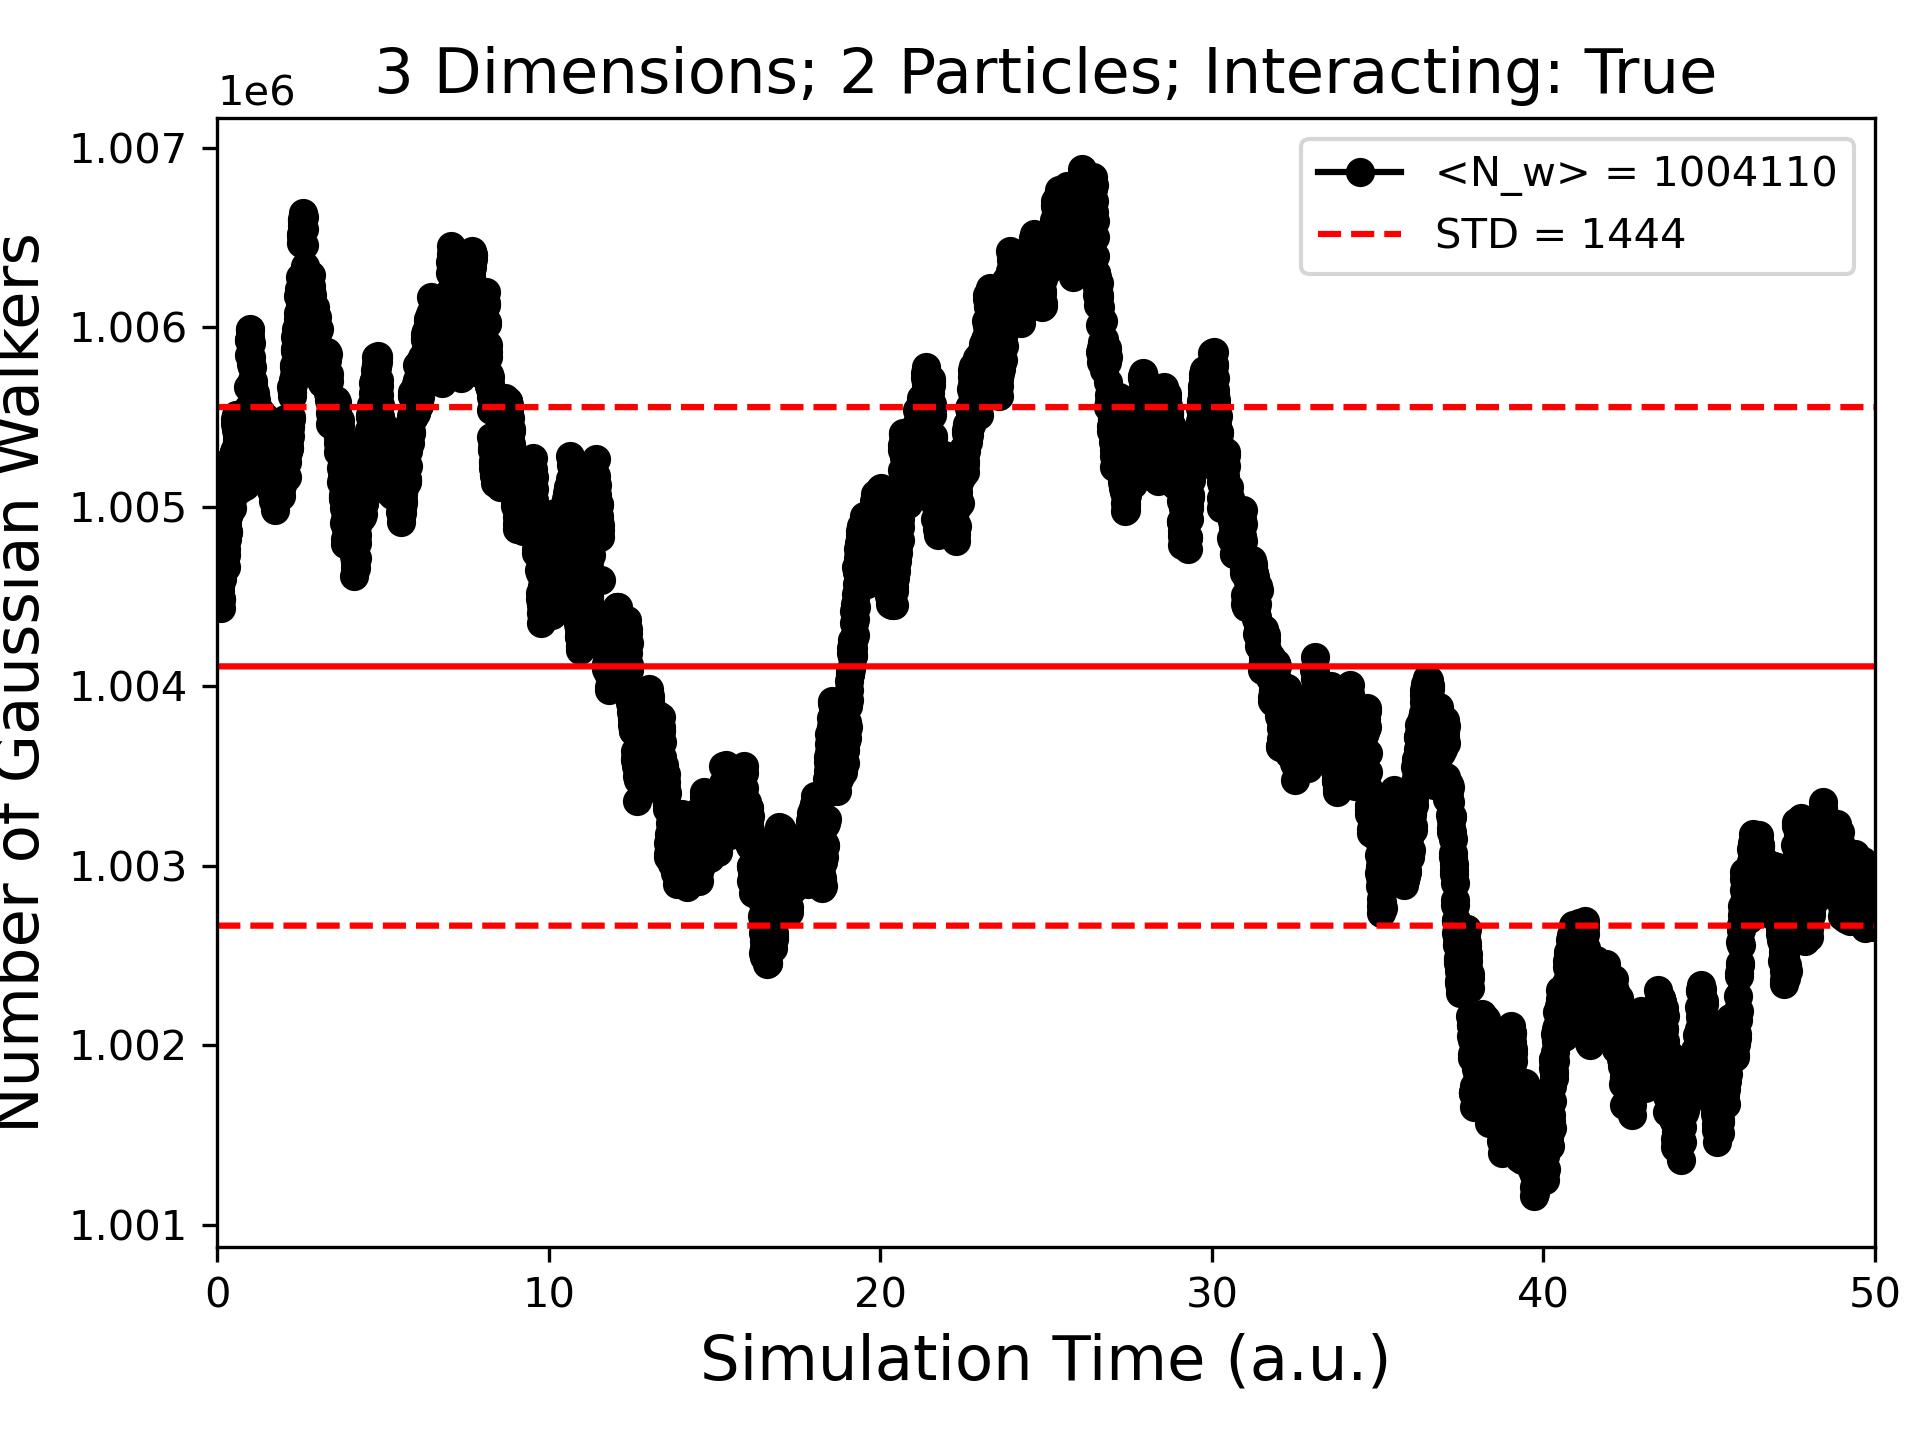 3 Dimensions; 2 Particles; Interacting: True
1e6
<N_w> = 1004110
STD = 1444
1.007
1.006
1.005
1.004
1.003
1.002
1.001
Number of Gaussian Walkers
0 10 20 30 40 50
Simulation Time (a.u.)